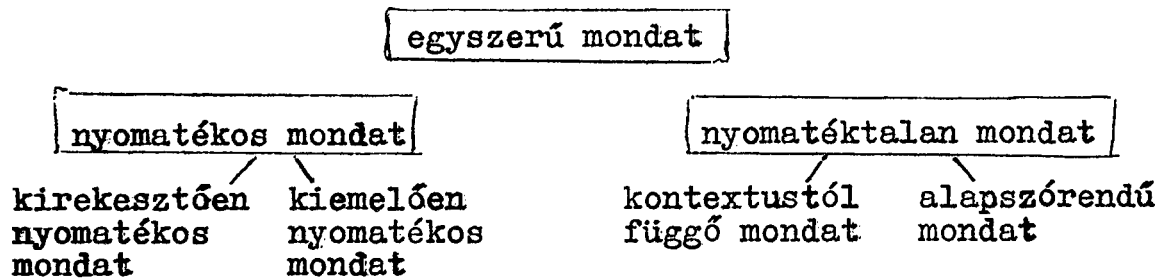 egyszerű mondat
nyomatékos mondat
nyomatéktalan mondat
kirekesztően
nyomatékos
mondat
kiemelően
nyomatékos
mondat
kontextustól
függő mondat
alapszórendű
mondat